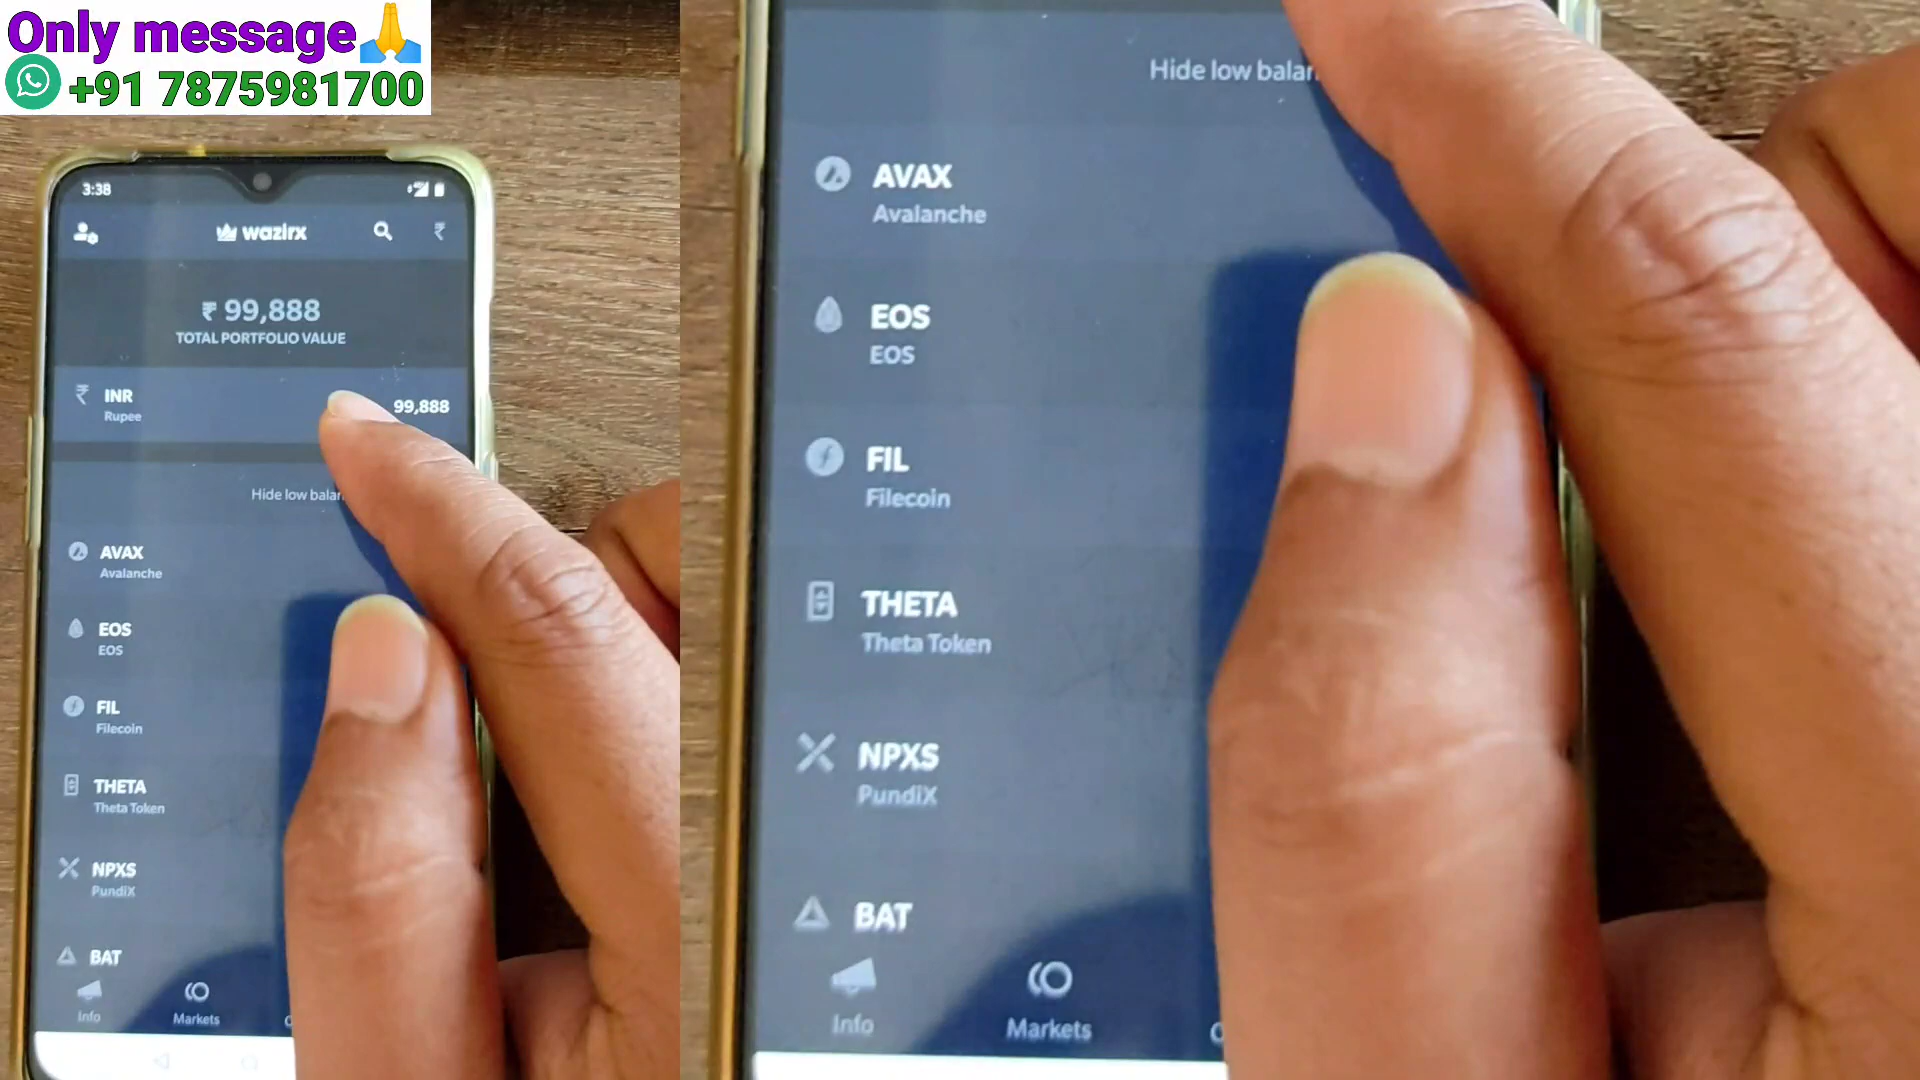 Only message🙏
+91 7875981700
3:38
wazirx
₹
₹ 99,888
TOTAL PORTFOLIO VALUE
₹ INR
Rupee
99,888
Hide low balan
AVAX
Avalanche
EOS
EOS
FIL
Filecoin
THETA
Theta Token
NPXS
PundiX
BAT
Info
Markets
Hide low balan
AVAX
Avalanche
EOS
EOS
FIL
Filecoin
THETA
Theta Token
NPXS
PundiX
BAT
Info
Markets